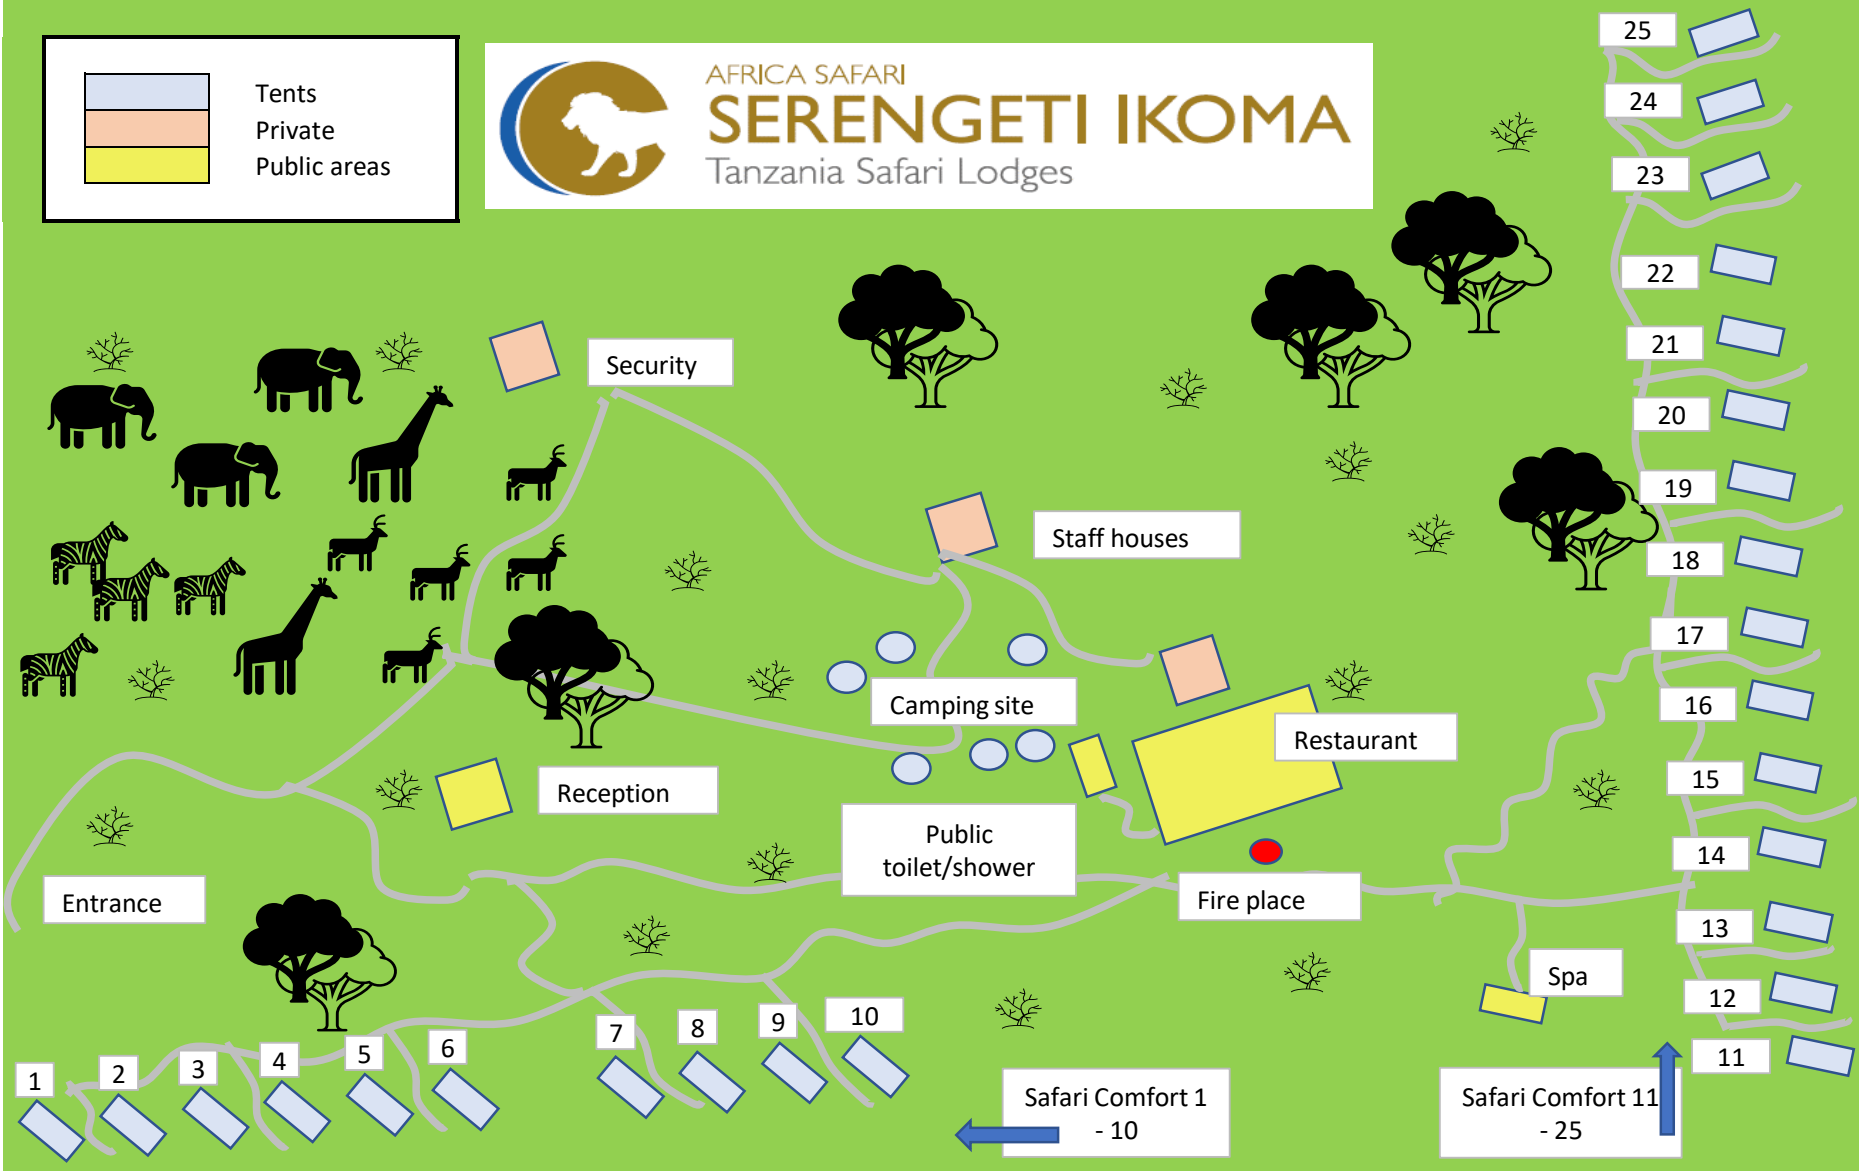 Tents
Private
Public areas
AFRICA SAFARI
SERENGETI IKOMA
Tanzania Safari Lodges
25
24
23
22
21
20
19
18
17
16
15
14
13
12
11
Security
Staff houses
Camping site
Restaurant
Reception
Public
toilet/shower
Fire place
Entrance
Spa
1
2
3
4
5
6
7
8
9
10
Safari Comfort 1
- 10
Safari Comfort 11
- 25